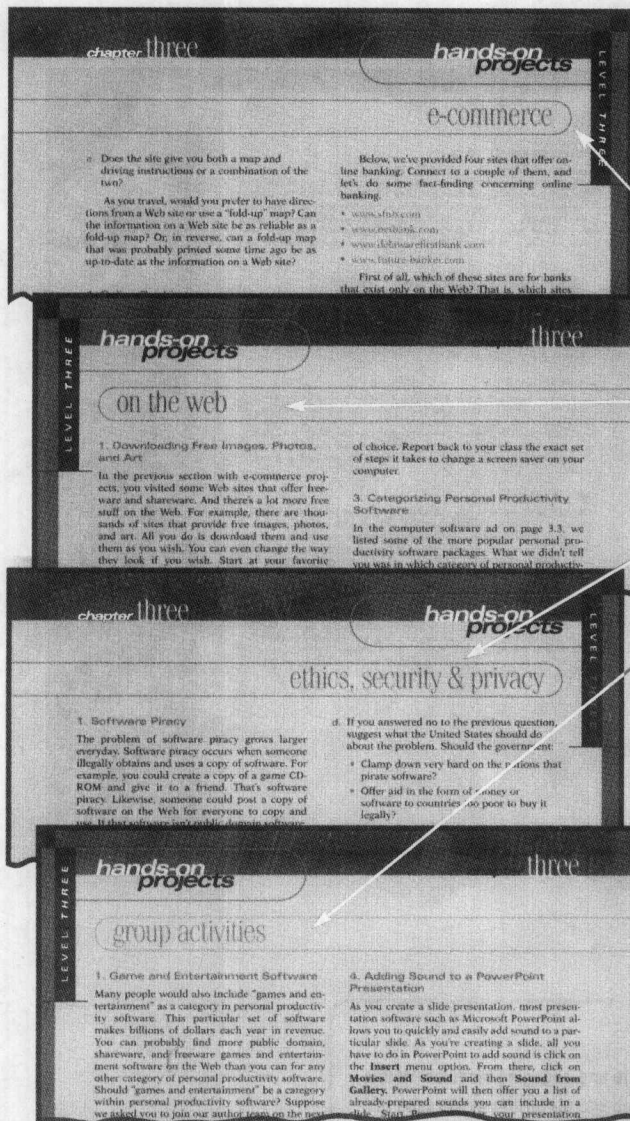 chapter three
hands-on
projects
LEVEL THREE
e-commerce
e. Does the site give you both a map and
driving instructions or a combination of the
two?
As you travel, would you prefer to have direc-
tions from a Web site or use a "fold-up" map? Can
the information on a Web site be as reliable as a
fold-up map? Or, in reverse, can a fold-up map
that was probably printed some time ago be as
up-to-date as the information on a Web site?
Below, we've provided four sites that offer on-
line banking. Connect to a couple of them, and
let's do some fact-finding concerning online
banking.
• www.sfnb.com
• www.netbank.com
• www.debtwarefirstbank.com
• www.future-banker.com
First of all, which of these sites are for banks
that exist only on the Web? That is, which sites
LEVEL THREE
hands-on
projects
three
on the web
1. Downloading Free Images, Photos,
and Art
In the previous section with e-commerce proj-
ects, you visited some Web sites that offer free-
ware and shareware. And there's a lot more free
stuff on the Web. For example, there are thou-
sands of sites that provide free images, photos,
and art. All you do is download them and use
them as you wish. You can even change the way
they look if you wish. Start at your favorite
of choice. Report back to your class the exact set
of steps it takes to change a screen saver on your
computer.
3. Categorizing Personal Productivity
Software
In the computer software ad on page 3.3, we
listed some of the more popular personal pro-
ductivity software packages. What we didn't tell
you was in which category of personal productiv-
chapter three
hands-on
projects
LEVEL
ethics, security & privacy
1. Software Piracy
The problem of software piracy grows larger
everyday. Software piracy occurs when someone
illegally obtains and uses a copy of software. For
example, you could create a copy of a game CD-
ROM and give it to a friend. That's software
piracy. Likewise, someone could post a copy of
software on the Web for everyone to copy and
use. If that software isn't public domain software,
d. If you answered no to the previous question,
suggest what the United States should do
about the problem. Should the government:
• Clamp down very hard on the nations that
pirate software?
• Offer aid in the form of money or
software to countries too poor to buy it
legally?
LEVEL THREE
hands-on
projects
three
group activities
1. Game and Entertainment Software
Many people would also include "games and en-
tertainment" as a category in personal productiv-
ity software. This particular set of software
makes billions of dollars each year in revenue.
You can probably find more public domain,
shareware, and freeware games and entertain-
ment software on the Web than you can for any
other category of personal productivity software.
Should "games and entertainment" be a category
within personal productivity software? Suppose
we asked you to join our author team on the next
4. Adding Sound to a PowerPoint
Presentation
As you create a slide presentation, most presen-
tation software such as Microsoft PowerPoint al-
lows you to quickly and easily add sound to a par-
ticular slide. As you're creating a slide, all you
have to do in PowerPoint to add sound is click on
the Insert menu option. From there, click on
Movies and Sound and then Sound from
Gallery. PowerPoint will then offer you a list of
already-prepared sounds you can include in a
slide. Start your presentation